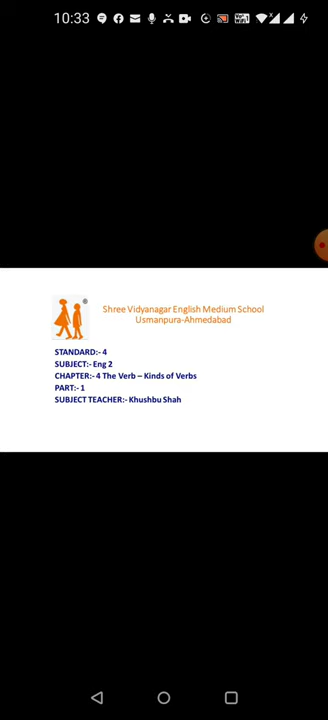 10:33
Shree Vidyanagar English Medium School
Usmanpura-Ahmedabad
STANDARD:- 4
SUBJECT:- Eng 2
CHAPTER:- 4 The Verb – Kinds of Verbs
PART:- 1
SUBJECT TEACHER:- Khushbu Shah